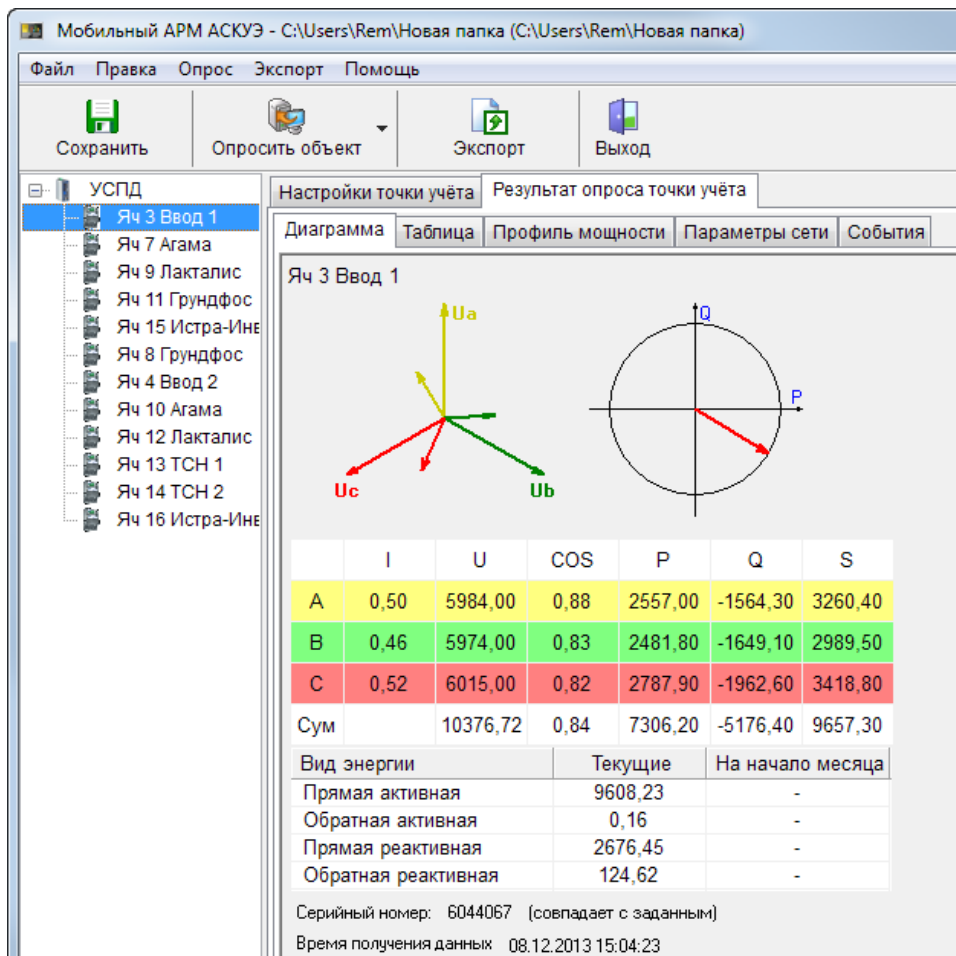 Мобильный АРМ АСКУЭ - C:\Users\Rem\Новая папка (C:\Users\Rem\Новая папка)
Файл Правка Опрос Экспорт Помощь
Сохранить Опросить объект Экспорт Выход
УСПД
Яч 3 Ввод 1
Яч 7 Агама
Яч 9 Лакталис
Яч 11 Грундфос
Яч 15 Истра-Инв
Яч 8 Грундфос
Яч 4 Ввод 2
Яч 10 Агама
Яч 12 Лакталис
Яч 13 ТСН 1
Яч 14 ТСН 2
Яч 16 Истра-Инв
Настройки точки учёта Результат опроса точки учёта
Диаграмма Таблица Профиль мощности Параметры сети События
Яч 3 Ввод 1
Ua
Uc Ub
Q
P
I U COS P Q S
A 0,50 5984,00 0,88 2557,00 -1564,30 3260,40
B 0,46 5974,00 0,83 2481,80 -1649,10 2989,50
C 0,52 6015,00 0,82 2787,90 -1962,60 3418,80
Сум 10376,72 0,84 7306,20 -5176,40 9657,30
Вид энергии Текущие На начало месяца
Прямая активная 9608,23 -
Обратная активная 0,16 -
Прямая реактивная 2676,45 -
Обратная реактивная 124,62 -
Серийный номер: 6044067 (совпадает с заданным)
Время получения данных 08.12.2013 15:04:23